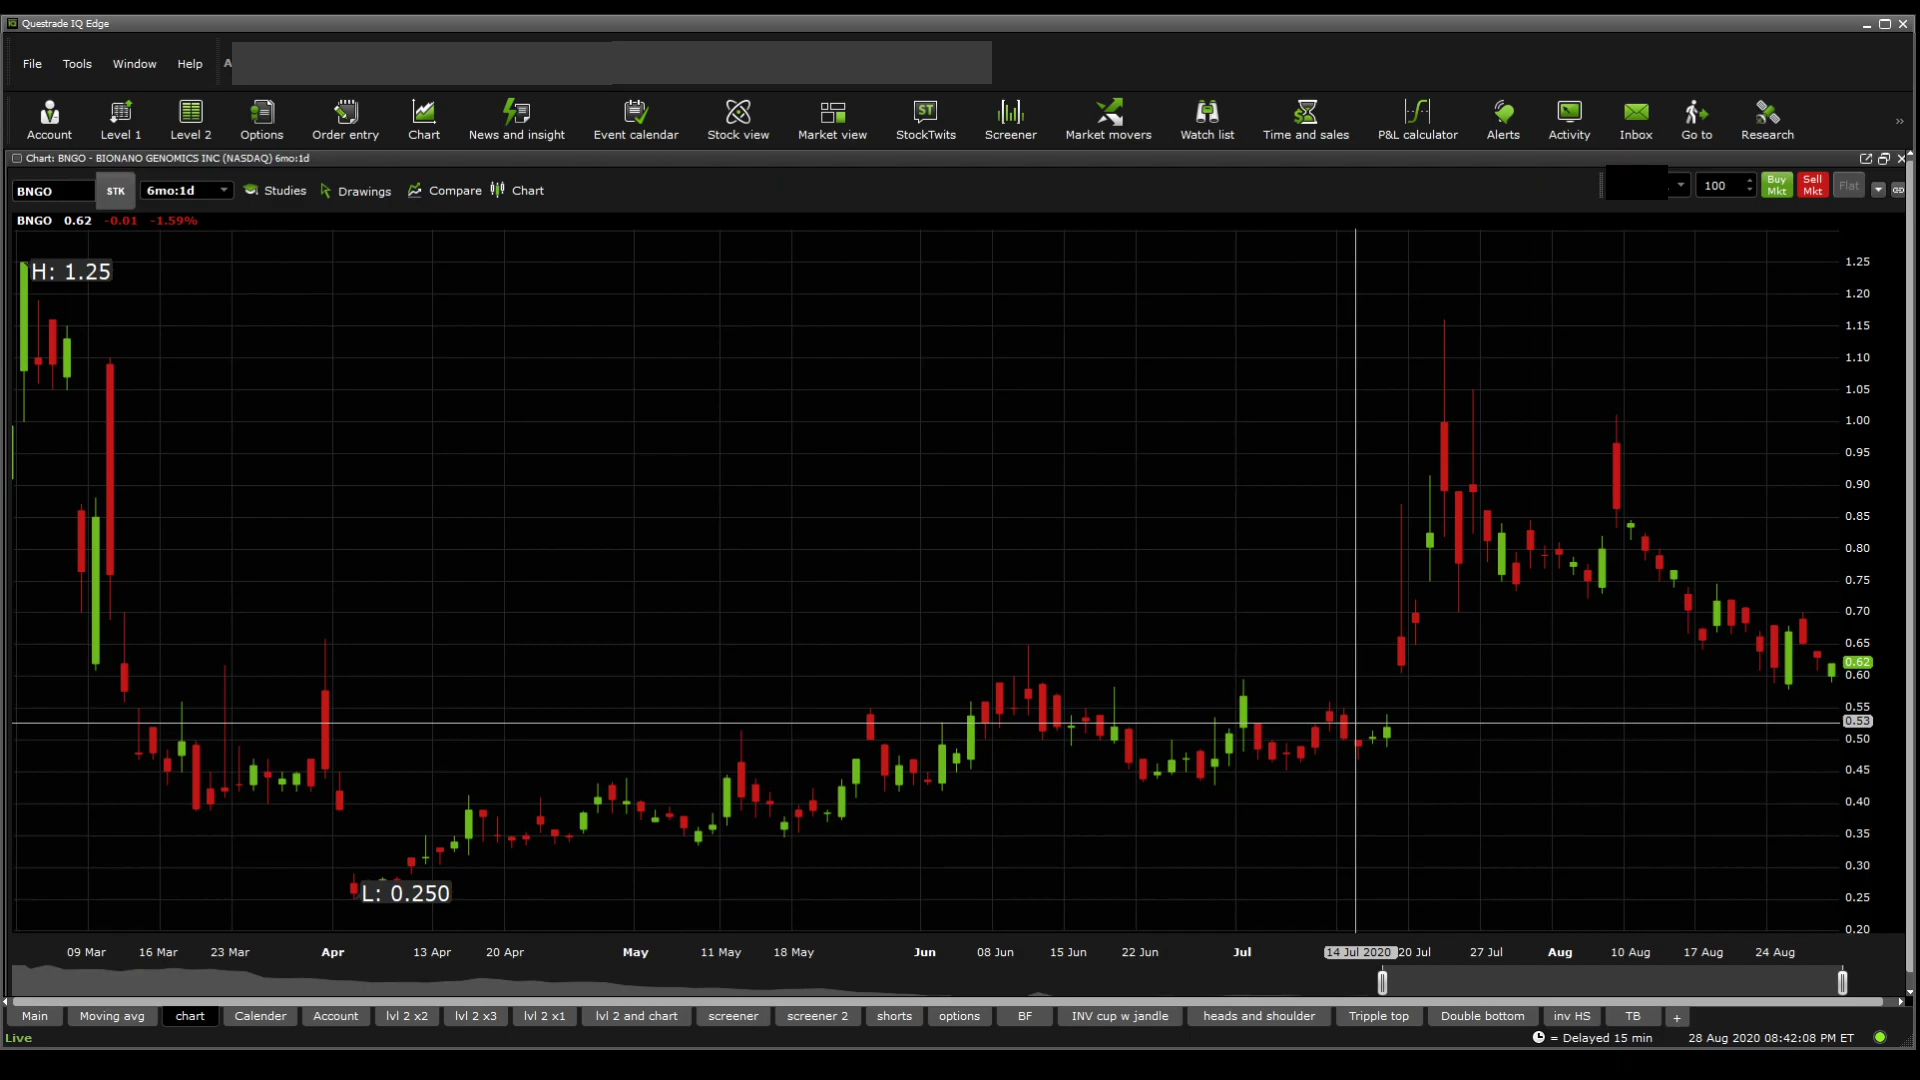 Questrade IQ Edge
File Tools Window Help A
Account Level 1 Level 2 Options Order entry Chart News and insight Event calendar Stock view Market view StockTwits Screener Market movers Watch list Time and sales P&L calculator Alerts Activity Inbox Go to Research »
Chart: BNGO - BIONANO GENOMICS INC (NASDAQ) 6mo:1d
BNGO STK 6mo:1d Studies Drawings Compare Chart 100 Buy Mkt Sell Mkt Flat
BNGO 0.62 -0.01 -1.59%
H: 1.25
1.25
1.20
1.15
1.10
1.05
1.00
0.95
0.90
0.85
0.80
0.75
0.70
0.65
0.62
0.60
0.55
0.53
0.50
0.45
0.40
0.35
0.30
L: 0.250
0.25
0.20
09 Mar 16 Mar 23 Mar Apr 13 Apr 20 Apr May 11 May 18 May Jun 08 Jun 15 Jun 22 Jun Jul 14 Jul 2020 20 Jul 27 Jul Aug 10 Aug 17 Aug 24 Aug
Main Moving avg chart Calender Account lvl 2 x2 lvl 2 x3 lvl 2 x1 lvl 2 and chart screener screener 2 shorts options BF INV cup w jandle heads and shoulder Tripple top Double bottom inv HS TB +
Live = Delayed 15 min 28 Aug 2020 08:42:08 PM ET